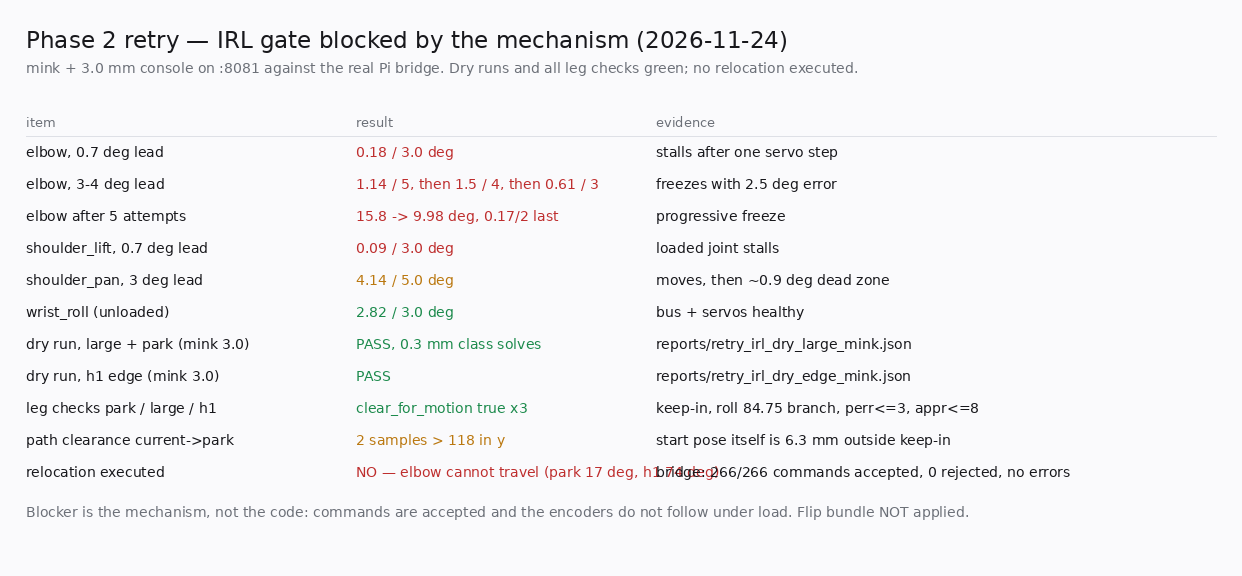 Phase 2 retry — IRL gate blocked by the mechanism (2026-11-24)
mink + 3.0 mm console on :8081 against the real Pi bridge. Dry runs and all leg checks green; no relocation executed.
item result evidence
elbow, 0.7 deg lead 0.18 / 3.0 deg stalls after one servo step
elbow, 3-4 deg lead 1.14 / 5, then 1.5 / 4, then 0.61 / 3 freezes with 2.5 deg error
elbow after 5 attempts 15.8 -> 9.98 deg, 0.17/2 last progressive freeze
shoulder_lift, 0.7 deg lead 0.09 / 3.0 deg loaded joint stalls
shoulder_pan, 3 deg lead 4.14 / 5.0 deg moves, then ~0.9 deg dead zone
wrist_roll (unloaded) 2.82 / 3.0 deg bus + servos healthy
dry run, large + park (mink 3.0) PASS, 0.3 mm class solves reports/retry_irl_dry_large_mink.json
dry run, h1 edge (mink 3.0) PASS reports/retry_irl_dry_edge_mink.json
leg checks park / large / h1 clear_for_motion true x3 keep-in, roll 84.75 branch, perr<=3, appr<=8
path clearance current->park 2 samples > 118 in y start pose itself is 6.3 mm outside keep-in
relocation executed NO — elbow cannot travel (park 17 deg, h1 74 deg) bridge: 266/266 commands accepted, 0 rejected, no errors
Blocker is the mechanism, not the code: commands are accepted and the encoders do not follow under load. Flip bundle NOT applied.